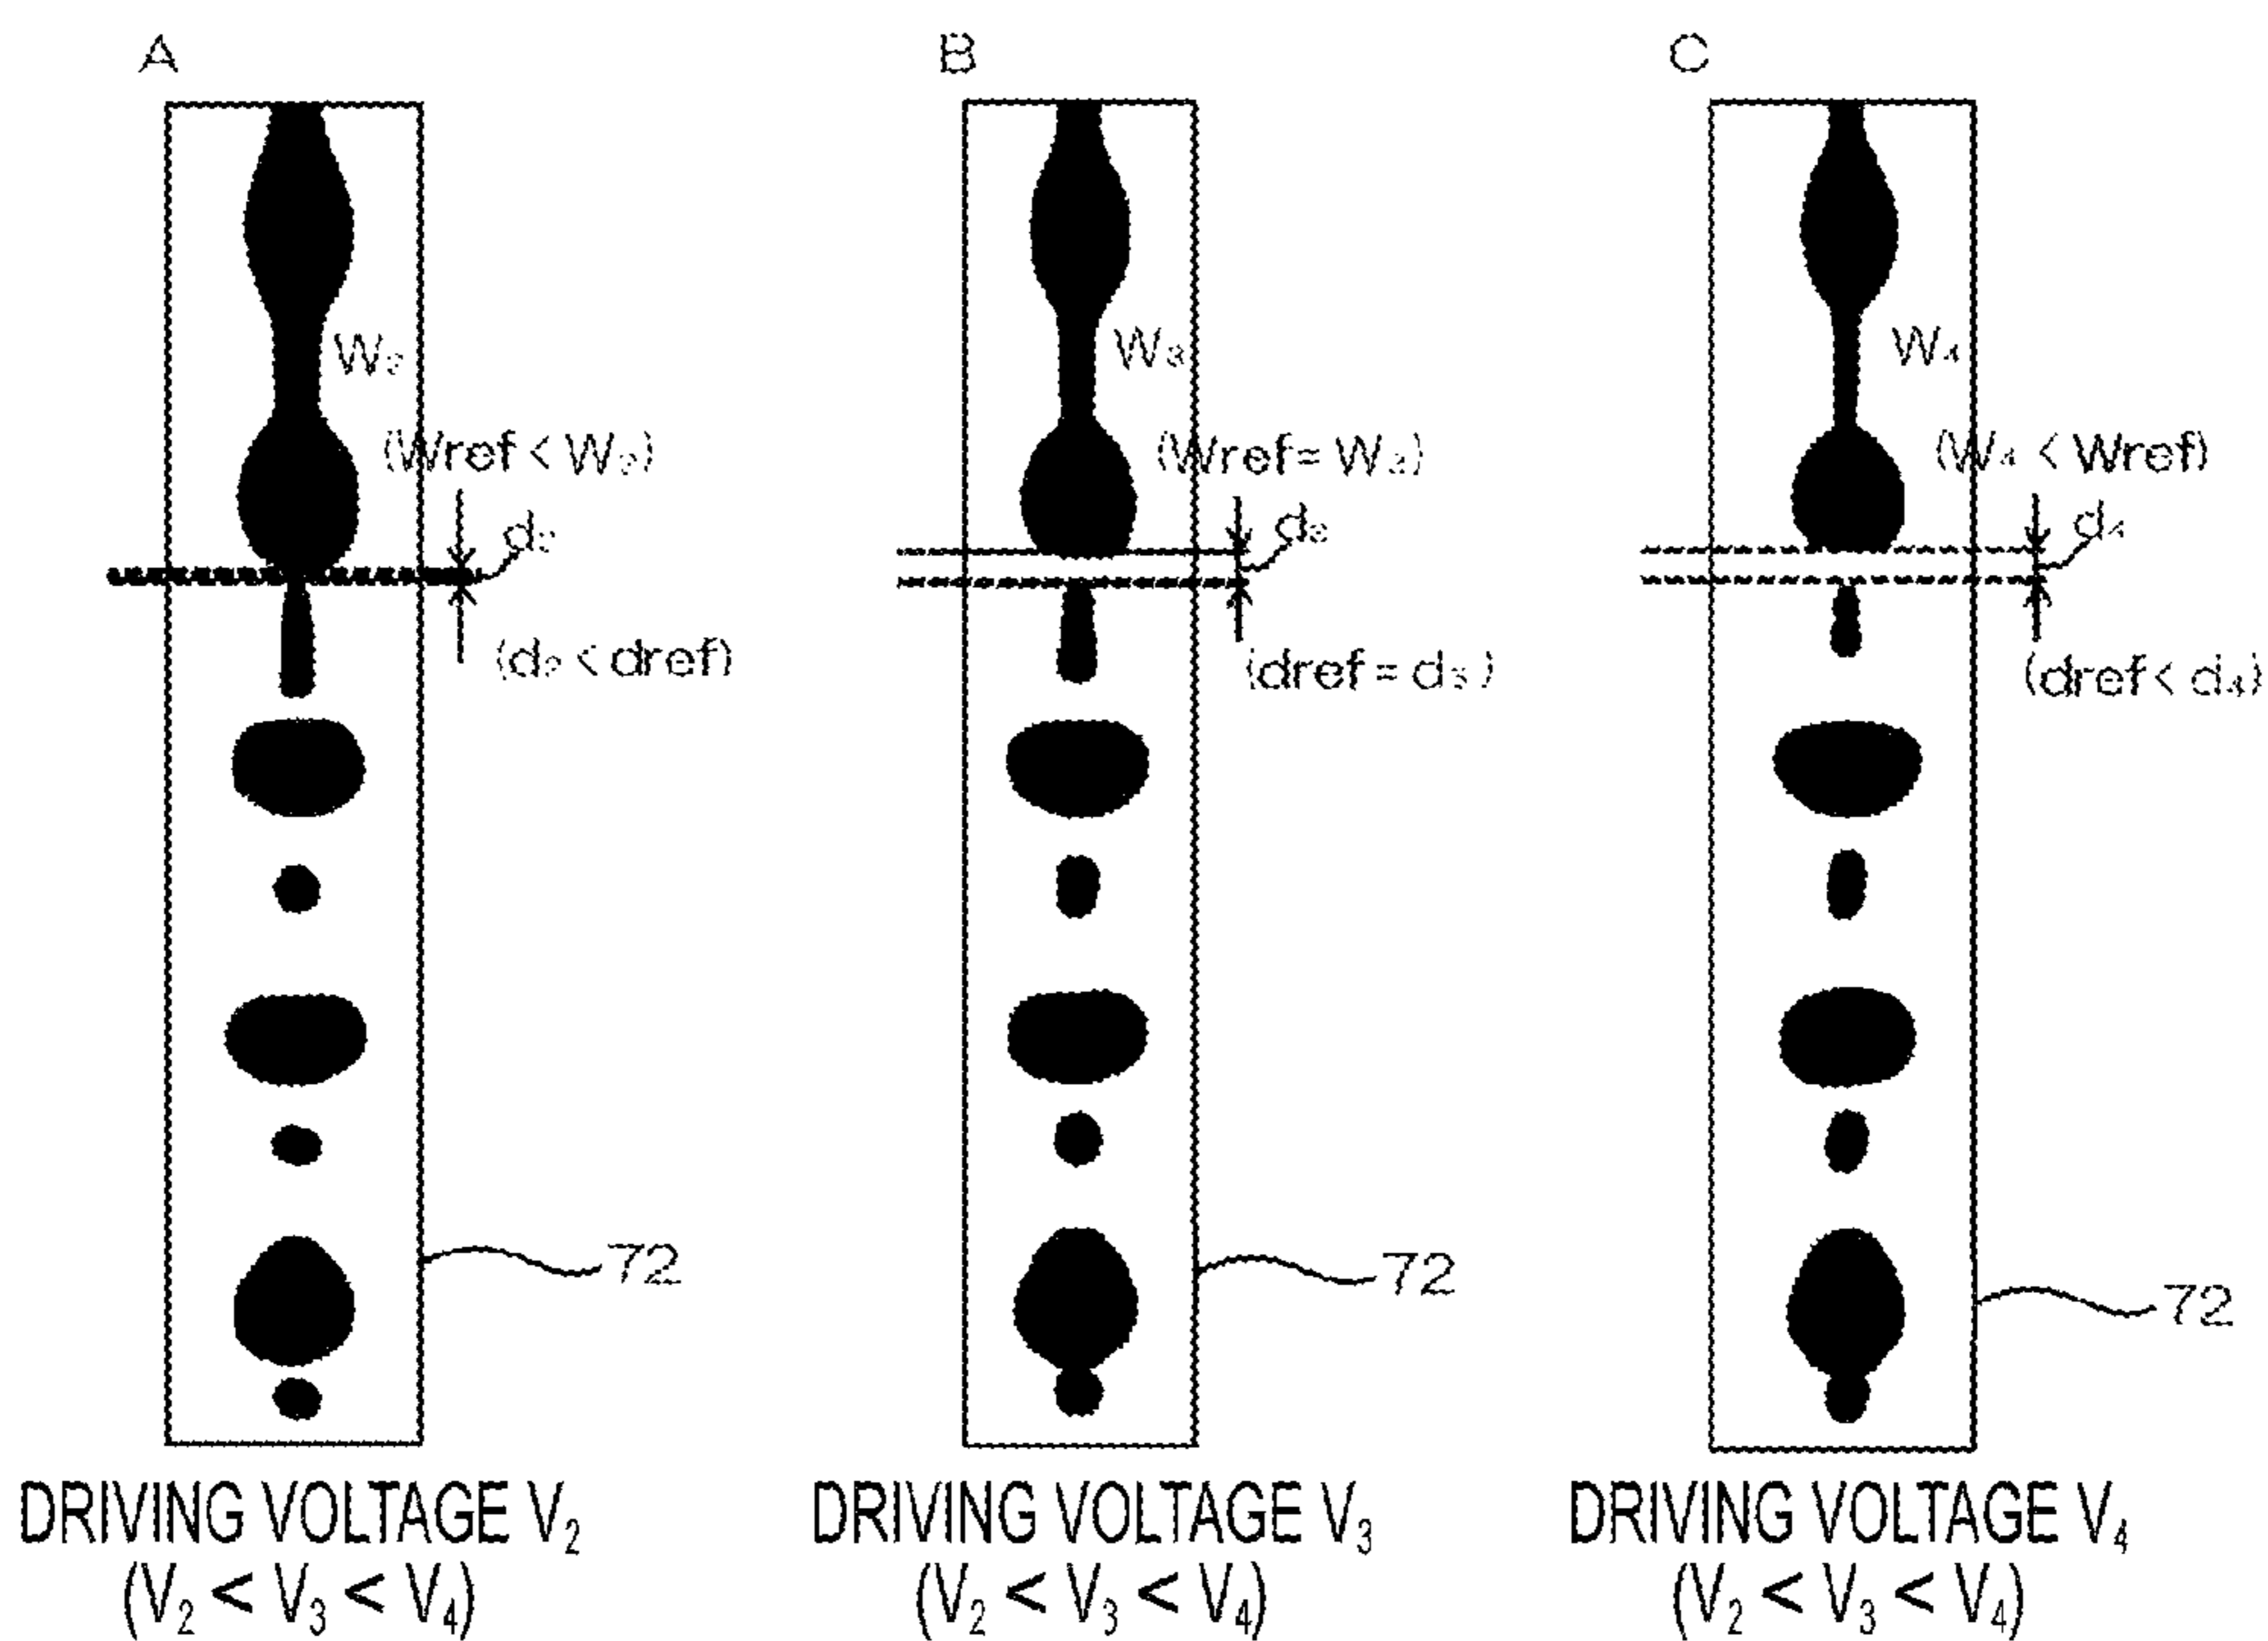 A
B
C
W₂
W₃
W₄
(Wref < W₂)
(Wref = W₃)
(W₄ < Wref)
d₂
d₃
d₄
(d₂ < dref)
(dref = d₃)
(dref < d₄)
72
72
72
DRIVING VOLTAGE V₂
(V₂ < V₃ < V₄)
DRIVING VOLTAGE V₃
(V₂ < V₃ < V₄)
DRIVING VOLTAGE V₄
(V₂ < V₃ < V₄)